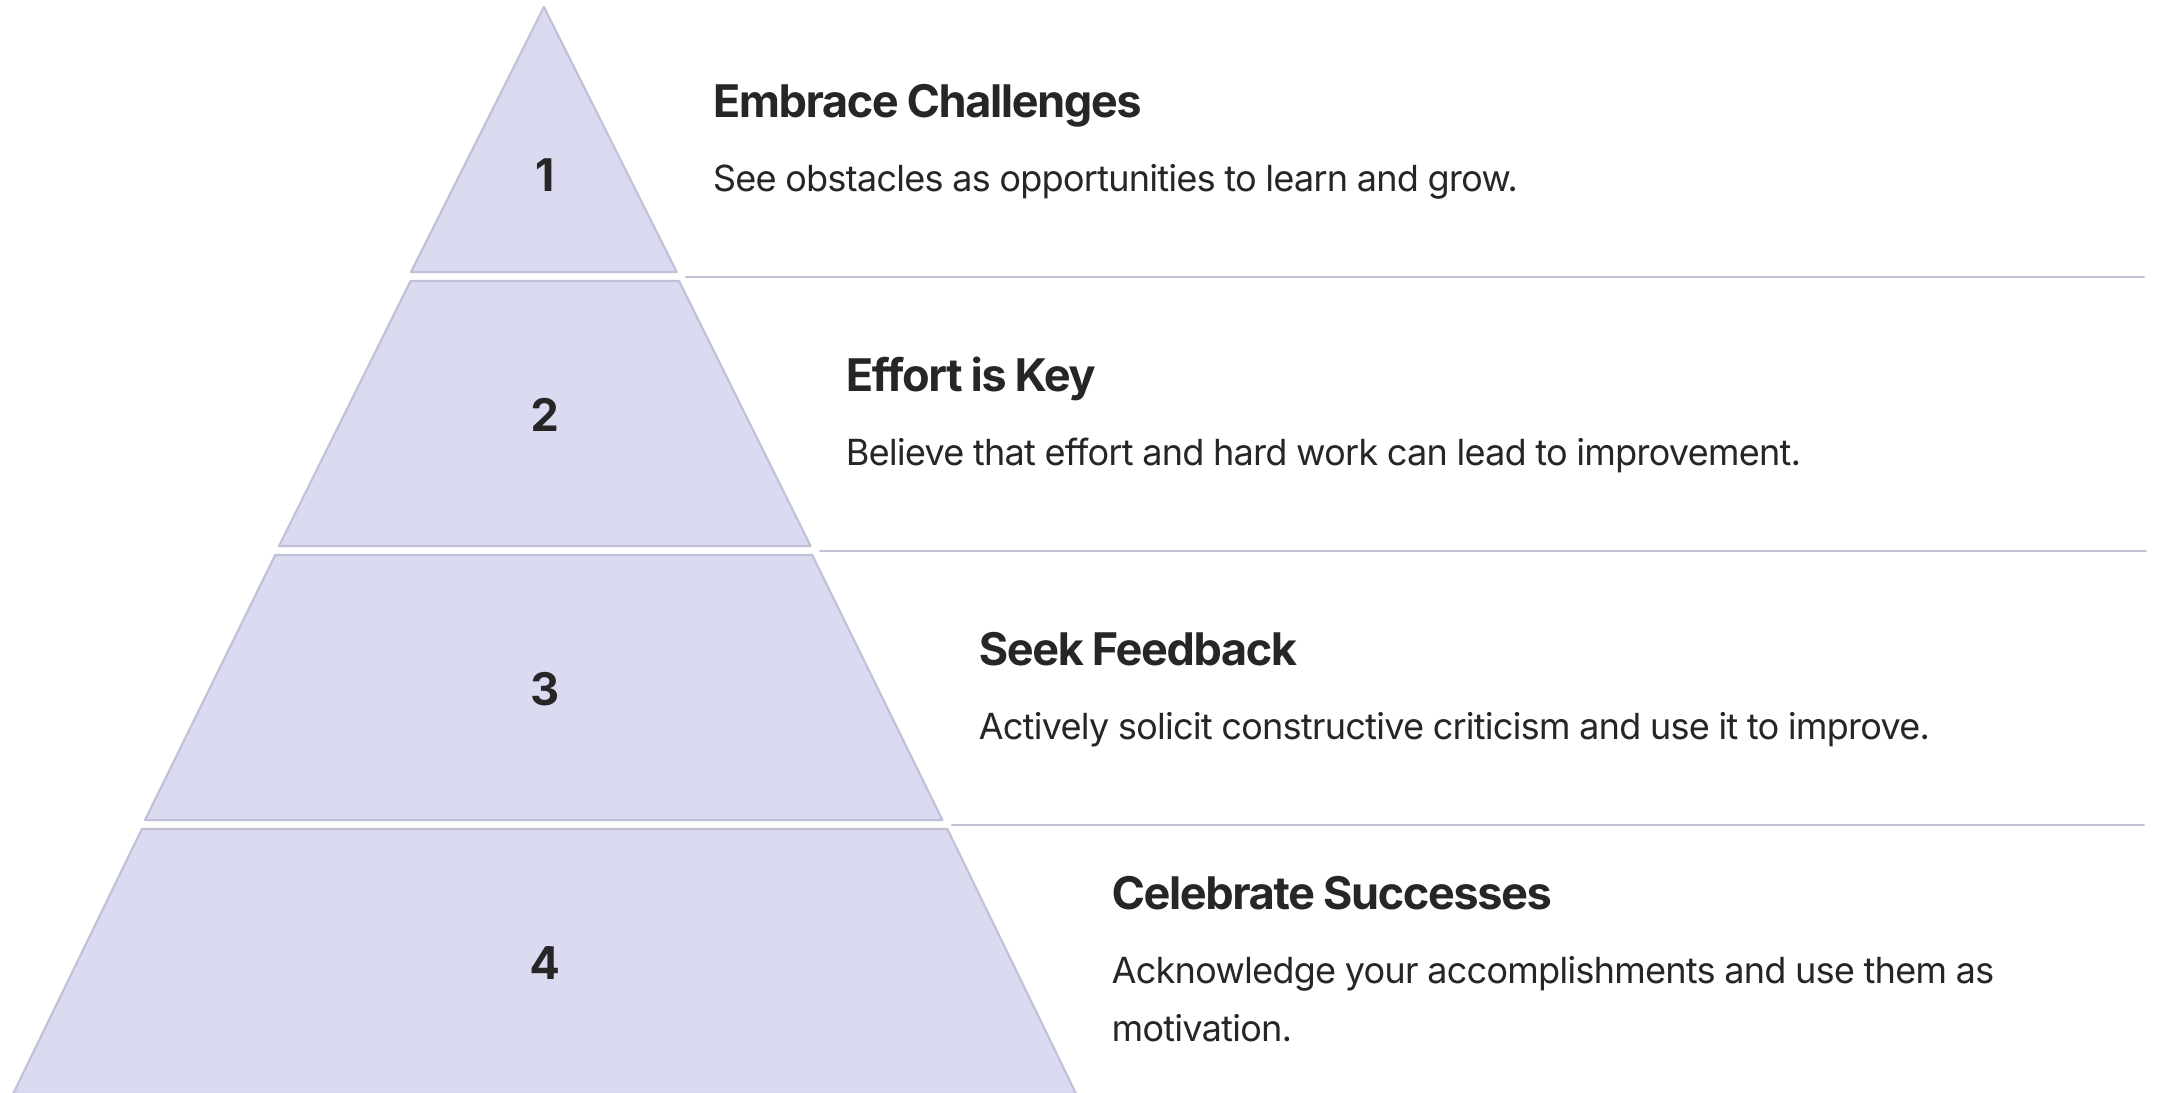 1
Embrace Challenges
See obstacles as opportunities to learn and grow.
2
Effort is Key
Believe that effort and hard work can lead to improvement.
3
Seek Feedback
Actively solicit constructive criticism and use it to improve.
4
Celebrate Successes
Acknowledge your accomplishments and use them as
motivation.